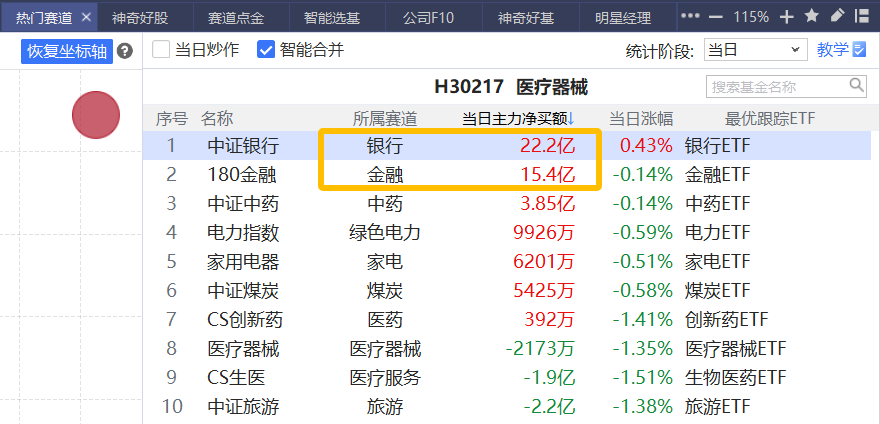 热门赛道 × 神奇好股 赛道点金 智能选基 公司F10 神奇好基 明星经理 ••• − 115% +
恢复坐标轴 ? 当日炒作 智能合并 统计阶段: 当日 教学
H30217 医疗器械 搜索基金名称
序号 名称 所属赛道 当日主力净买额↓ 当日涨幅 最优跟踪ETF
1 中证银行 银行 22.2亿 0.43% 银行ETF
2 180金融 金融 15.4亿 -0.14% 金融ETF
3 中证中药 中药 3.85亿 -0.14% 中药ETF
4 电力指数 绿色电力 9926万 -0.59% 电力ETF
5 家用电器 家电 6201万 -0.51% 家电ETF
6 中证煤炭 煤炭 5425万 -0.58% 煤炭ETF
7 CS创新药 医药 392万 -1.41% 创新药ETF
8 医疗器械 医疗器械 -2173万 -1.35% 医疗器械ETF
9 CS生医 医疗服务 -1.9亿 -1.51% 生物医药ETF
10 中证旅游 旅游 -2.2亿 -1.38% 旅游ETF